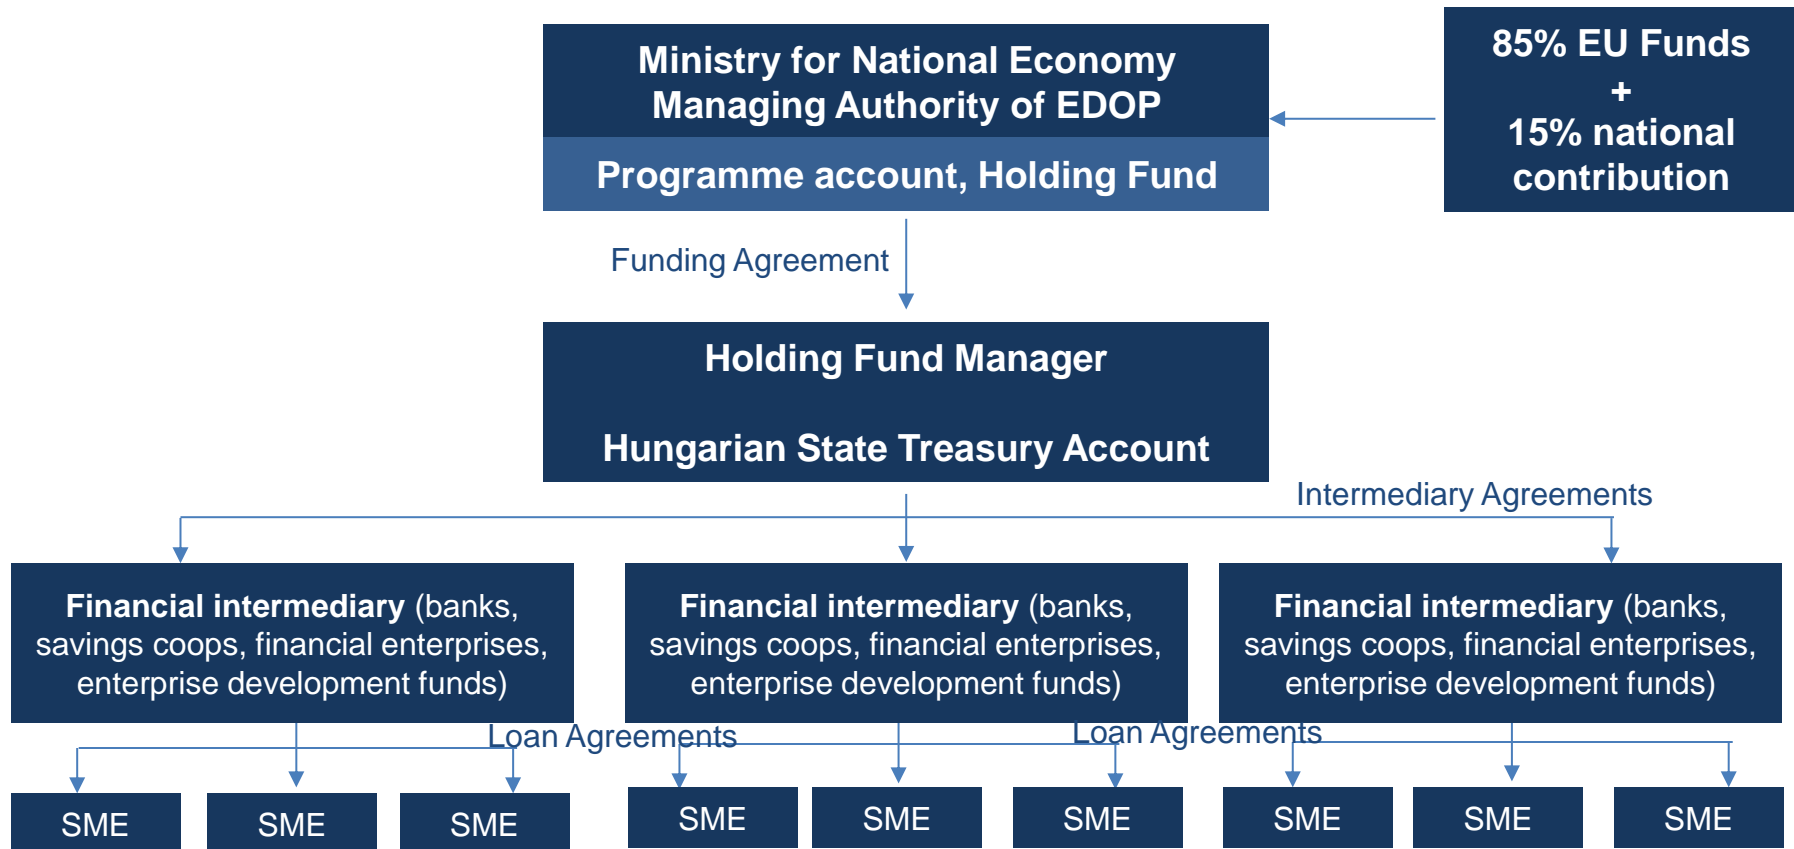 Ministry for National Economy
Managing Authority of EDOP
Programme account, Holding Fund
85% EU Funds
+
15% national
contribution
Funding Agreement
Holding Fund Manager
Hungarian State Treasury Account
Intermediary Agreements
Financial intermediary (banks,
savings coops, financial enterprises,
enterprise development funds)
Financial intermediary (banks,
savings coops, financial enterprises,
enterprise development funds)
Financial intermediary (banks,
savings coops, financial enterprises,
enterprise development funds)
Loan Agreements
Loan Agreements
SME
SME
SME
SME
SME
SME
SME
SME
SME